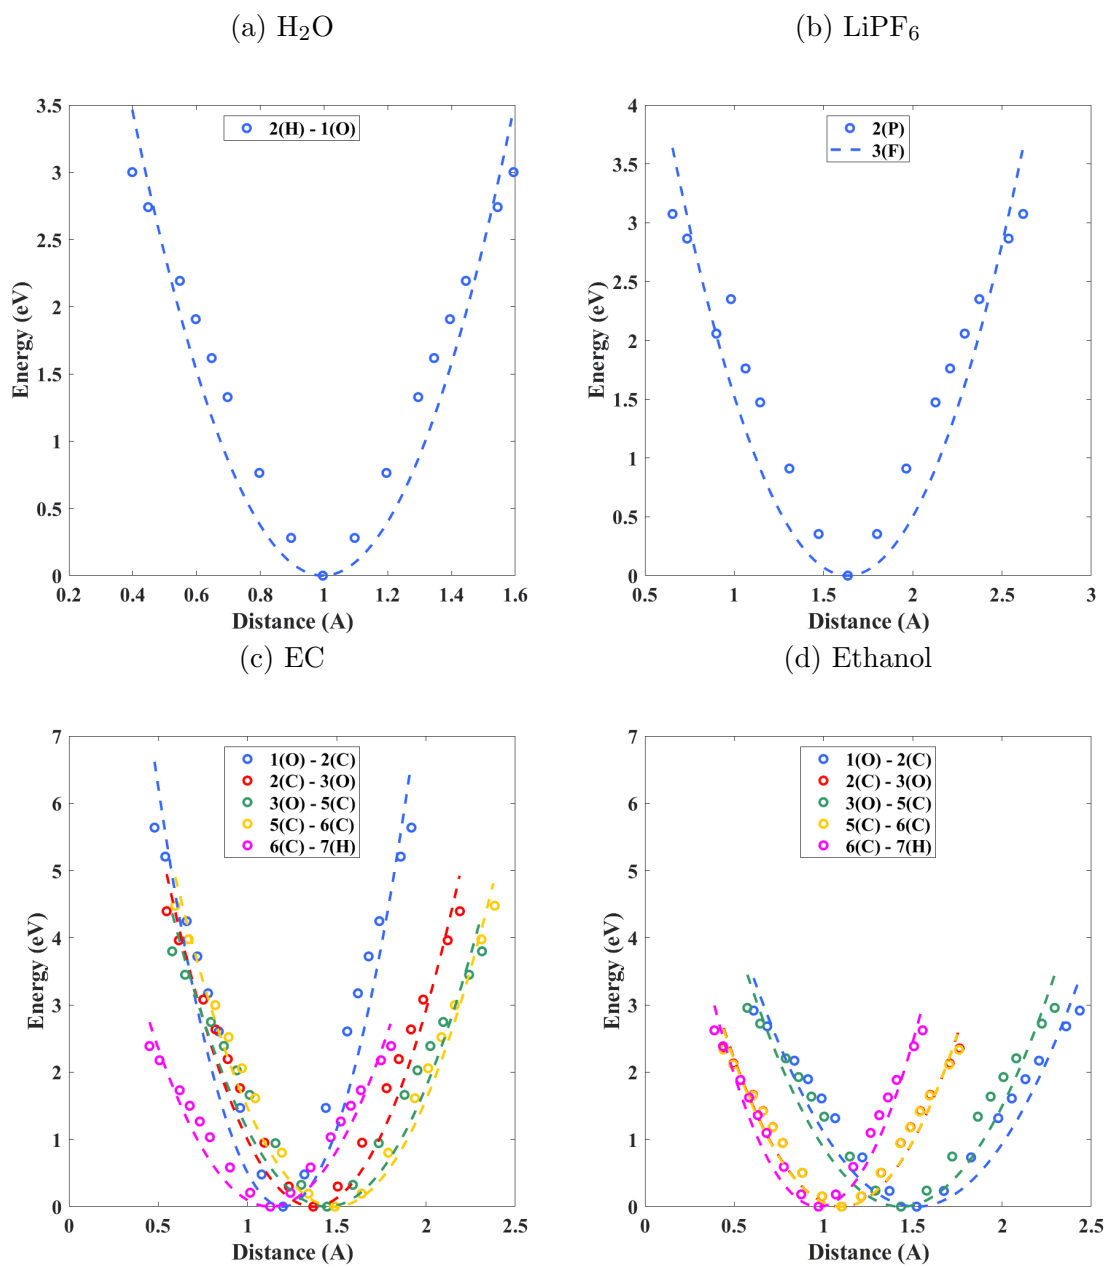 (a) H₂O
3.5
3
2.5
2
1.5
1
0.5
0
0.2 0.4 0.6 0.8 1 1.2 1.4 1.6
Energy (eV)
Distance (A)
2(H) - 1(O)
(b) LiPF₆
4
3.5
3
2.5
2
1.5
1
0.5
0
0.5 1 1.5 2 2.5 3
Energy (eV)
Distance (A)
2(P)
3(F)
(c) EC
7
6
5
4
3
2
1
0
0 0.5 1 1.5 2 2.5
Energy (eV)
Distance (A)
1(O) - 2(C)
2(C) - 3(O)
3(O) - 5(C)
5(C) - 6(C)
6(C) - 7(H)
(d) Ethanol
7
6
5
4
3
2
1
0
0 0.5 1 1.5 2 2.5
Energy (eV)
Distance (A)
1(O) - 2(C)
2(C) - 3(O)
3(O) - 5(C)
5(C) - 6(C)
6(C) - 7(H)